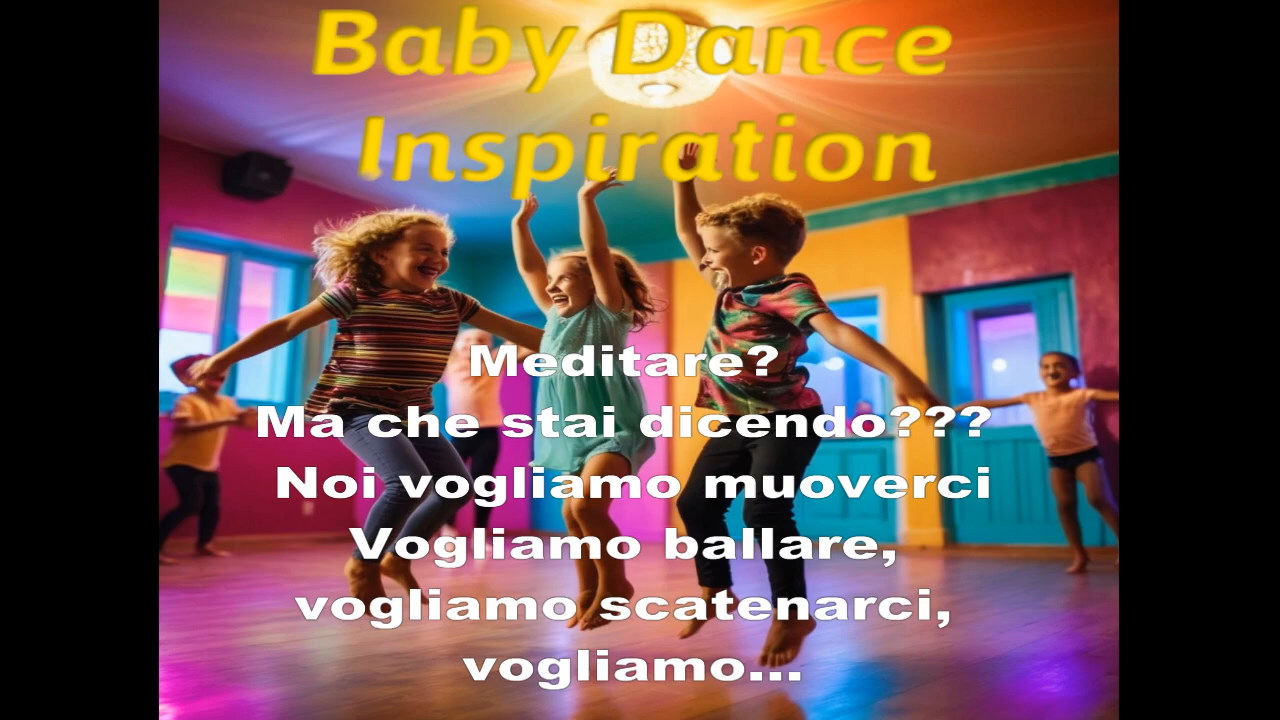 Baby Dance
Inspiration
Meditare?
Ma che stai dicendo???
Noi vogliamo muoverci
Vogliamo ballare,
vogliamo scatenarci,
vogliamo...